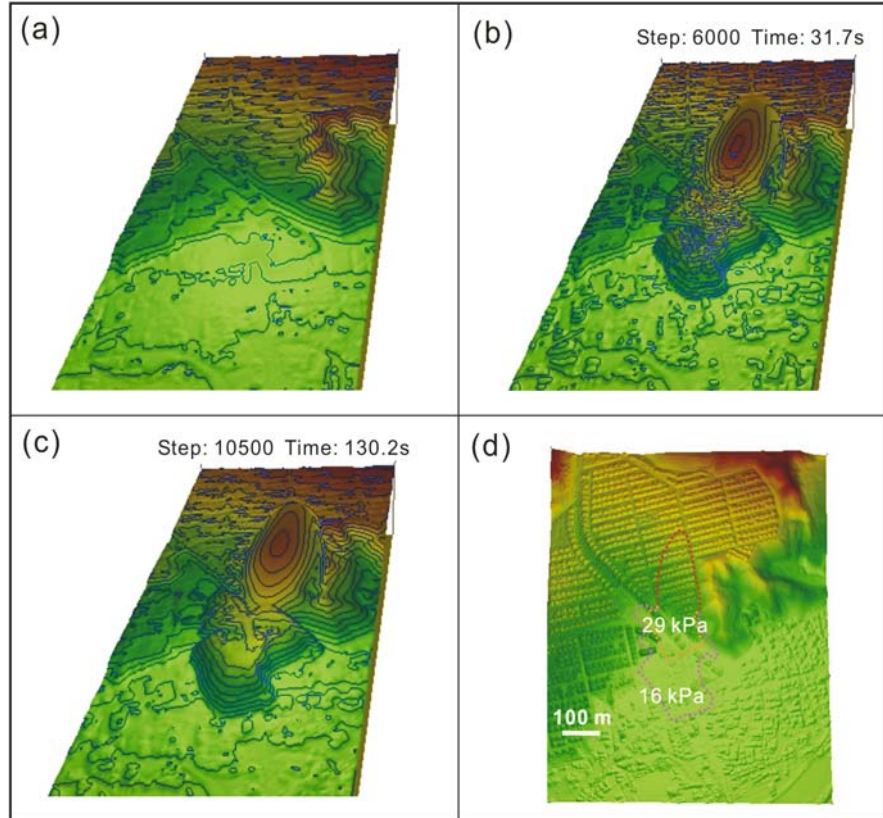 (a)
(b)
Step: 6000 Time: 31.7s
(c)
Step: 10500 Time: 130.2s
(d)
29 kPa
16 kPa
100 m